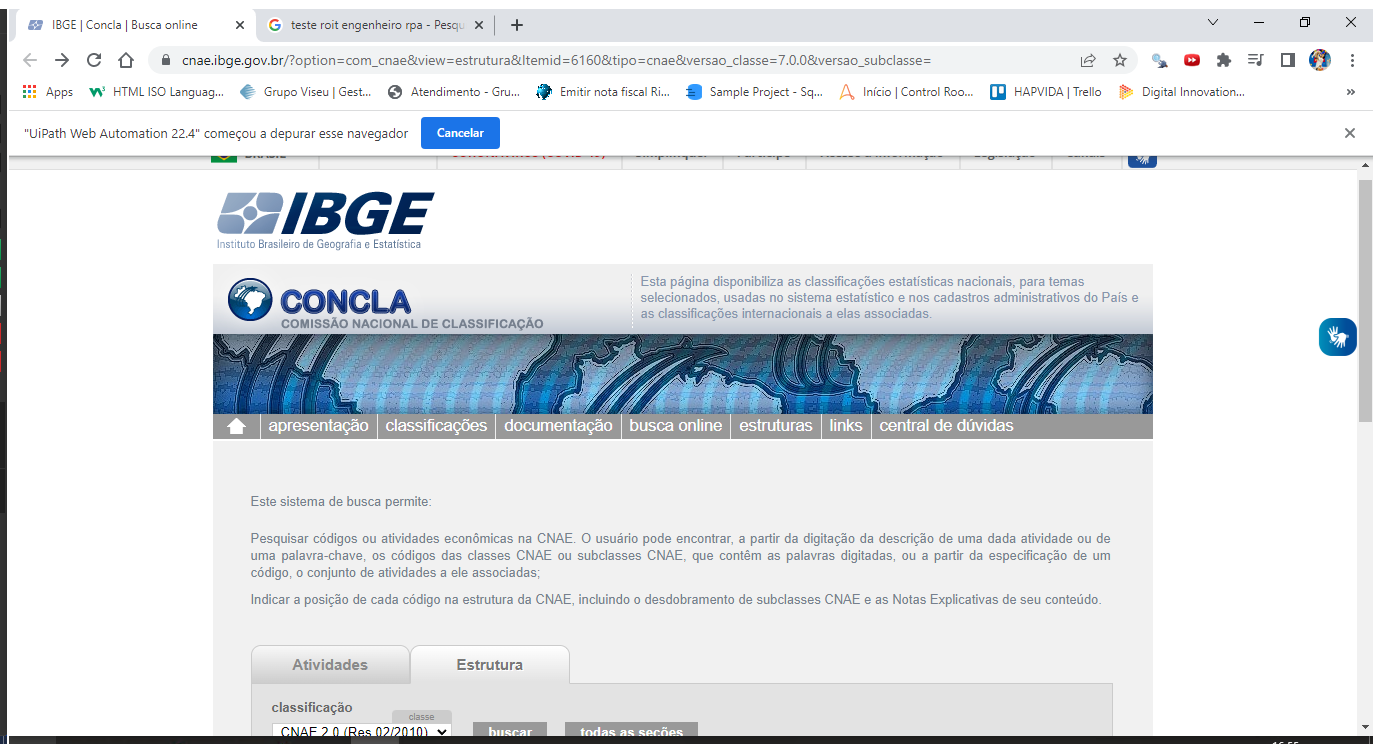 IBGE | Concla | Busca online
teste roit engenheiro rpa - Pesqu
cnae.ibge.gov.br/?option=com_cnae&view=estrutura&Itemid=6160&tipo=cnae&versao_classe=7.0.0&versao_subclasse=
Apps HTML ISO Languag... Grupo Viseu | Gest... Atendimento - Gru... Emitir nota fiscal Ri... Sample Project - Sq... Início | Control Roo... HAPVIDA | Trello Digital Innovation... »
"UiPath Web Automation 22.4" começou a depurar esse navegador Cancelar
IBGE
Instituto Brasileiro de Geografia e Estatística
CONCLA
COMISSÃO NACIONAL DE CLASSIFICAÇÃO
Esta página disponibiliza as classificações estatísticas nacionais, para temas
selecionados, usadas no sistema estatístico e nos cadastros administrativos do País e
as classificações internacionais a elas associadas.
apresentação classificações documentação busca online estruturas links central de dúvidas
Este sistema de busca permite:
Pesquisar códigos ou atividades econômicas na CNAE. O usuário pode encontrar, a partir da digitação da descrição de uma dada atividade ou de
uma palavra-chave, os códigos das classes CNAE ou subclasses CNAE, que contêm as palavras digitadas, ou a partir da especificação de um
código, o conjunto de atividades a ele associadas;
Indicar a posição de cada código na estrutura da CNAE, incluindo o desdobramento de subclasses CNAE e as Notas Explicativas de seu conteúdo.
Atividades Estrutura
classificação
classe
CNAE 2.0 (Res 02/2010) buscar todas as seções